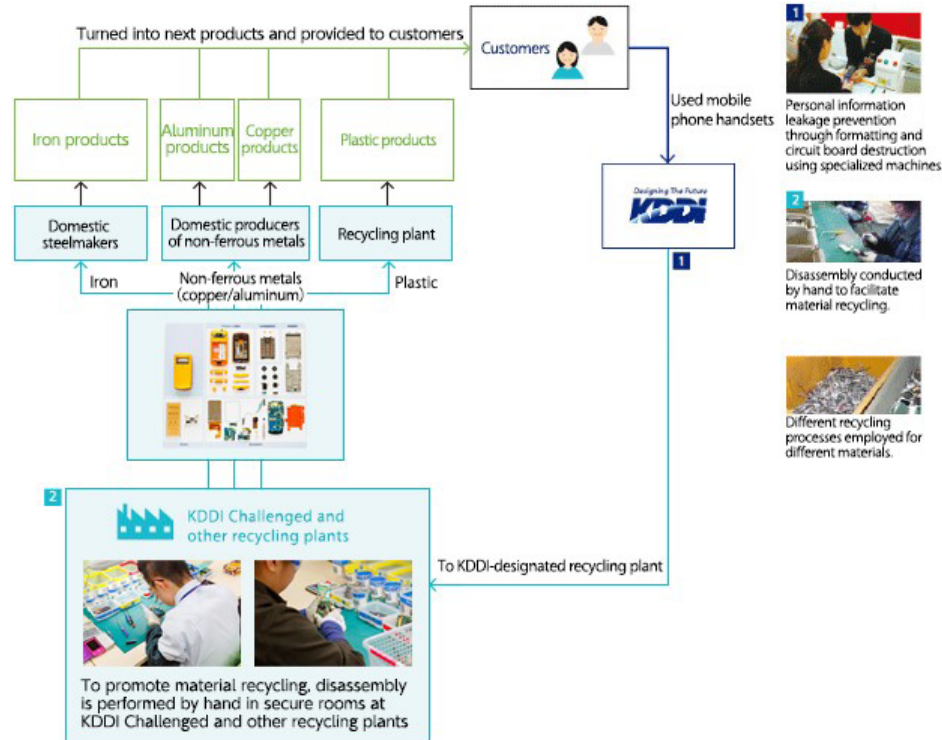 Turned into next products and provided to customers
Customers
Used mobile
phone handsets
Iron products
Aluminum
products
Copper
products
Plastic products
Domestic
steelmakers
Domestic producers
of non-ferrous metals
Recycling plant
Iron
Non-ferrous metals
(copper/aluminum)
Plastic
Designing The Future
KDDI
1
To KDDI-designated recycling plant
2
KDDI Challenged and
other recycling plants
To promote material recycling, disassembly
is performed by hand in secure rooms at
KDDI Challenged and other recycling plants
1
Personal information
leakage prevention
through formatting and
circuit board destruction
using specialized machines
2
Disassembly conducted
by hand to facilitate
material recycling.
Different recycling
processes employed for
different materials.